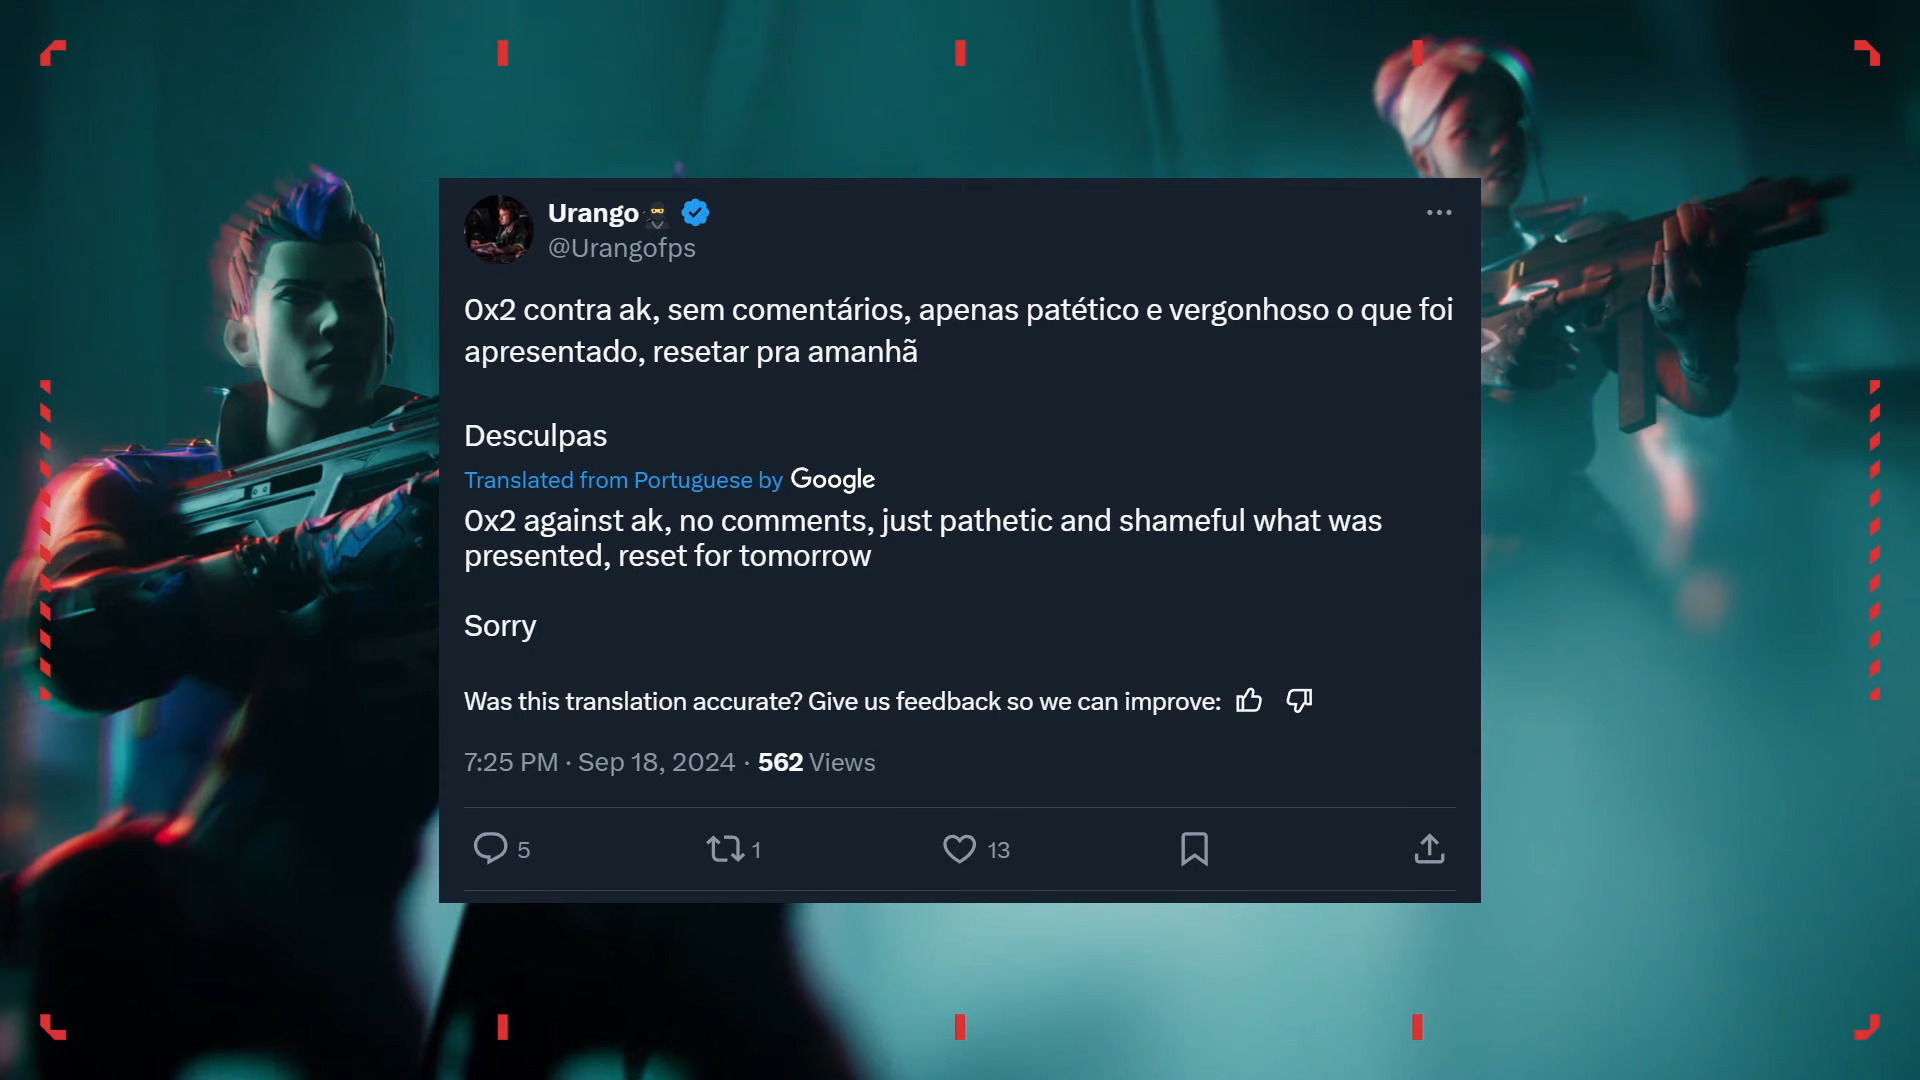 Urango
@Urangofps
0x2 contra ak, sem comentários, apenas patético e vergonhoso o que foi
apresentado, resetar pra amanhã
Desculpas
Translated from Portuguese by Google
0x2 against ak, no comments, just pathetic and shameful what was
presented, reset for tomorrow
Sorry
Was this translation accurate? Give us feedback so we can improve:
7:25 PM · Sep 18, 2024 · 562 Views
5 1 13